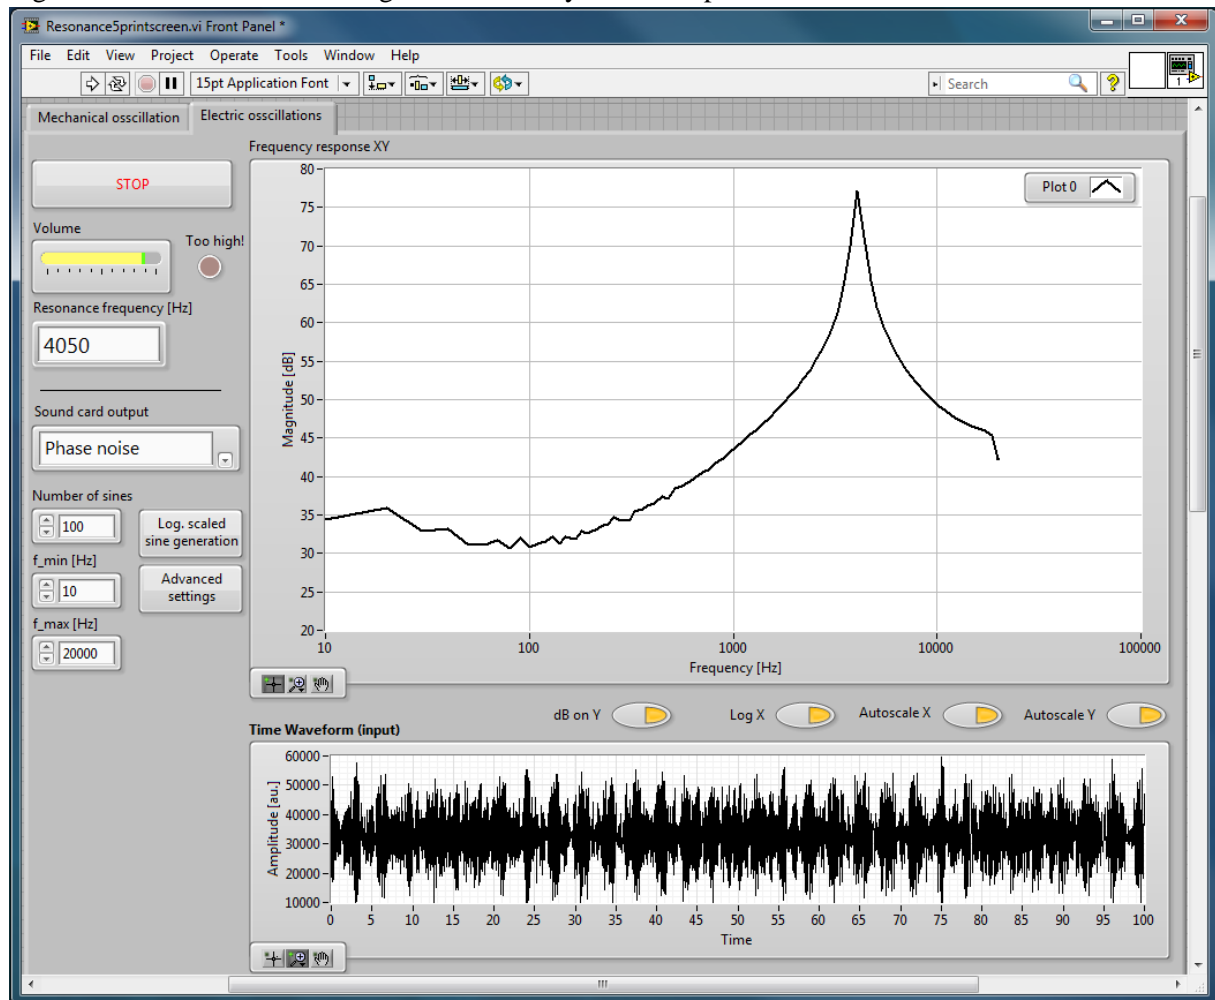 Resonance5printscreen.vi Front Panel *
File Edit View Project Operate Tools Window Help
15pt Application Font
Search
1
Mechanical osscillation Electric osscillations
Frequency response XY
STOP
Volume
Too high!
Resonance frequency [Hz]
4050
Sound card output
Phase noise
Number of sines
100
Log. scaled
sine generation
f_min [Hz]
10
Advanced
settings
f_max [Hz]
20000
Plot 0
Magnitude [dB]
80
75
70
65
60
55
50
45
40
35
30
25
20
10 100 1000 10000 100000
Frequency [Hz]
dB on Y Log X Autoscale X Autoscale Y
Time Waveform (input)
Amplitude [au.]
60000
50000
40000
30000
20000
10000
0 5 10 15 20 25 30 35 40 45 50 55 60 65 70 75 80 85 90 95 100
Time